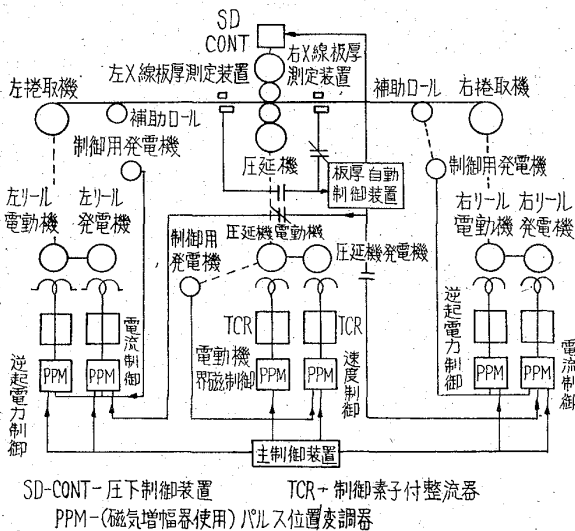 SD
CONT
左X線板厚測定装置
右X線板厚
測定装置
左捲取機
補助ロール
右捲取機
補助ロール
制御用発電機
圧延機
板厚自動
制御装置
制御用発電機
左リール
電動機
左リール
発電機
制御用
発電機
圧延機電動機
圧延機発電機
右リール
電動機
右リール
発電機
逆起電力制御
PPM
PPM
電流制御
TCR
TCR
電動機
界磁制御
PPM
PPM
速度制御
逆起電力制御
PPM
PPM
電流制御
主制御装置
SD-CONT-圧下制御装置
TCR+制御素子付整流器
PPM-(磁気増幅器使用)パルス位置変調器